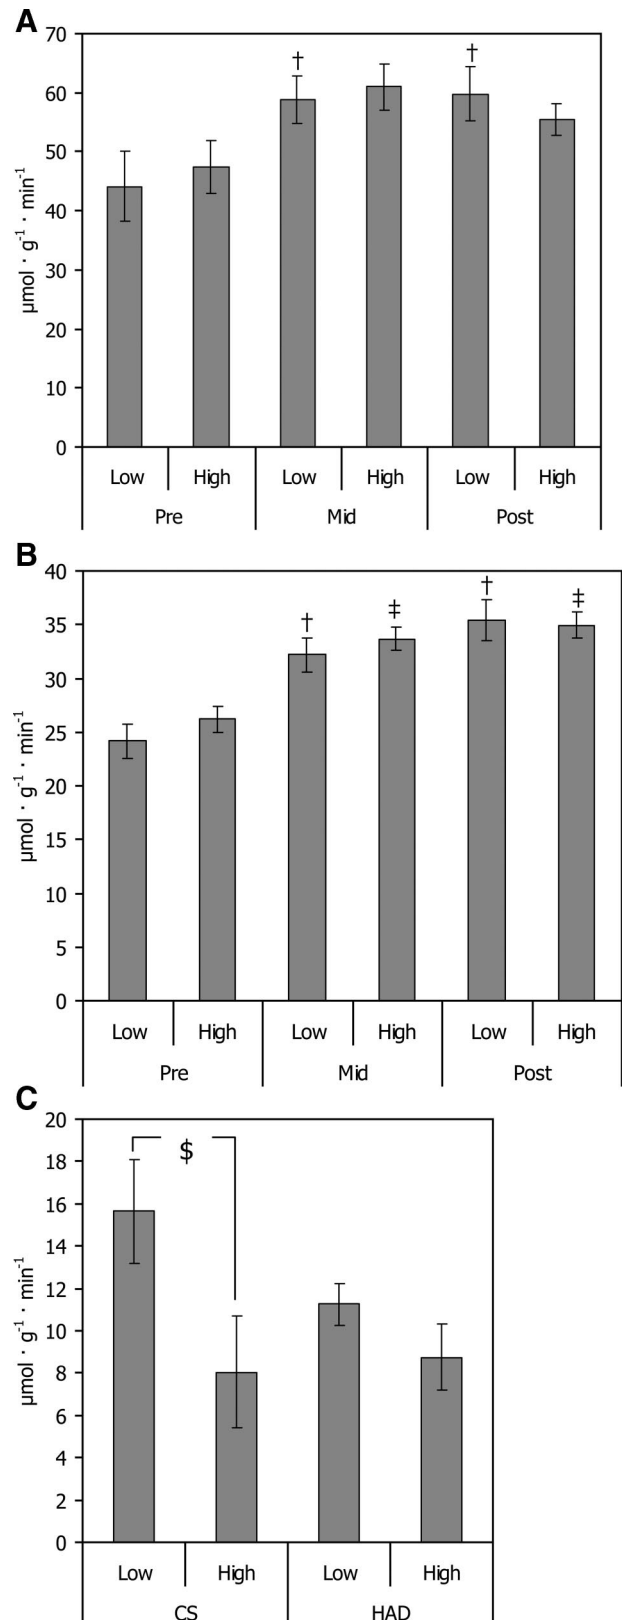 A
70
60
50
40
30
20
10
0
µmol · g⁻¹ · min⁻¹
† †
Low High Low High Low High
Pre Mid Post
B
40
35
30
25
20
15
10
5
0
µmol · g⁻¹ · min⁻¹
† ‡ † ‡
Low High Low High Low High
Pre Mid Post
C
20
18
16
14
12
10
8
6
4
2
0
µmol · g⁻¹ · min⁻¹
$
Low High Low High
CS HAD